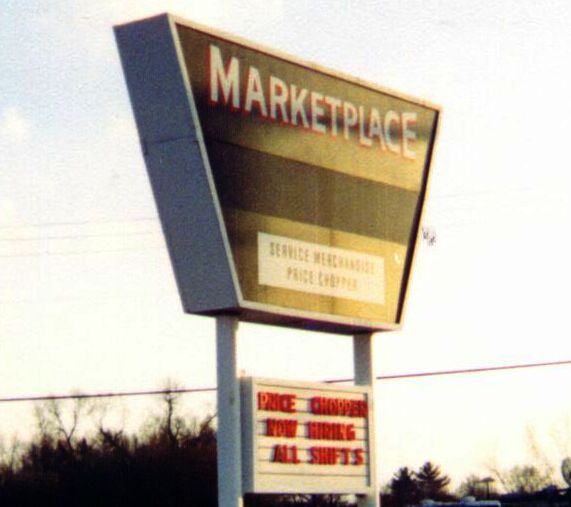 MARKETPLACE
SERVICE MERCHANDISE
PRICE CHOPPER
PRICE CHOPPER
NOW HIRING
ALL SHIFTS